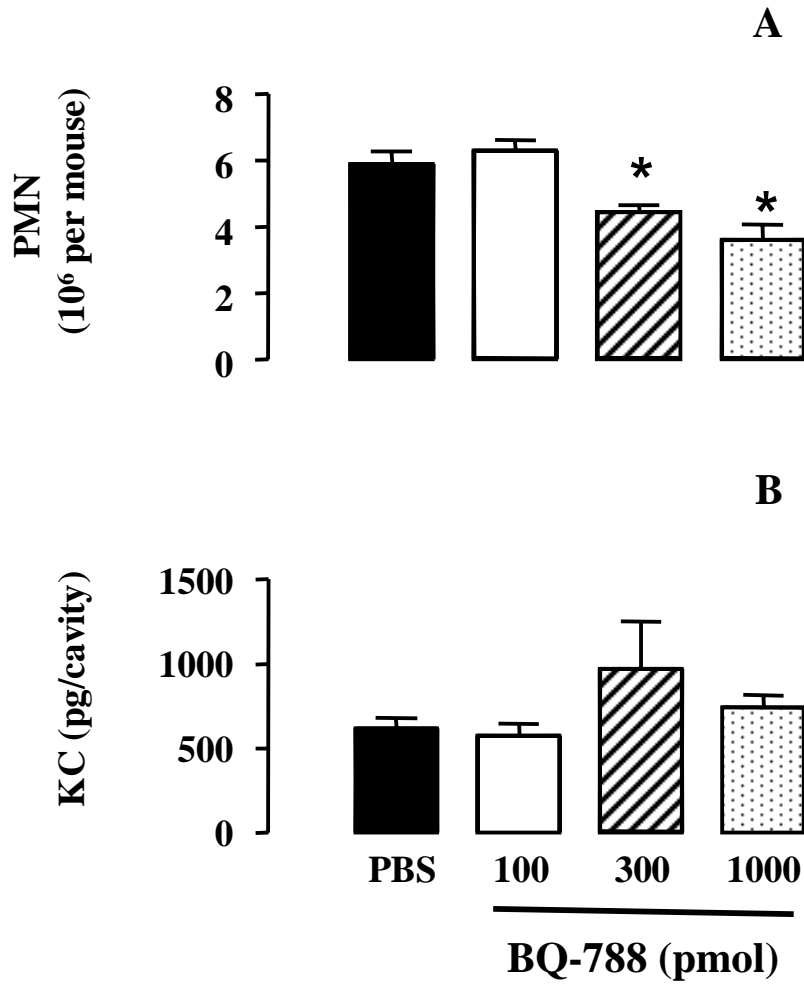 A
PMN
(10⁶ per mouse)
8
6
4
2
0
*
*
B
KC (pg/cavity)
1500
1000
500
0
PBS 100 300 1000
BQ-788 (pmol)